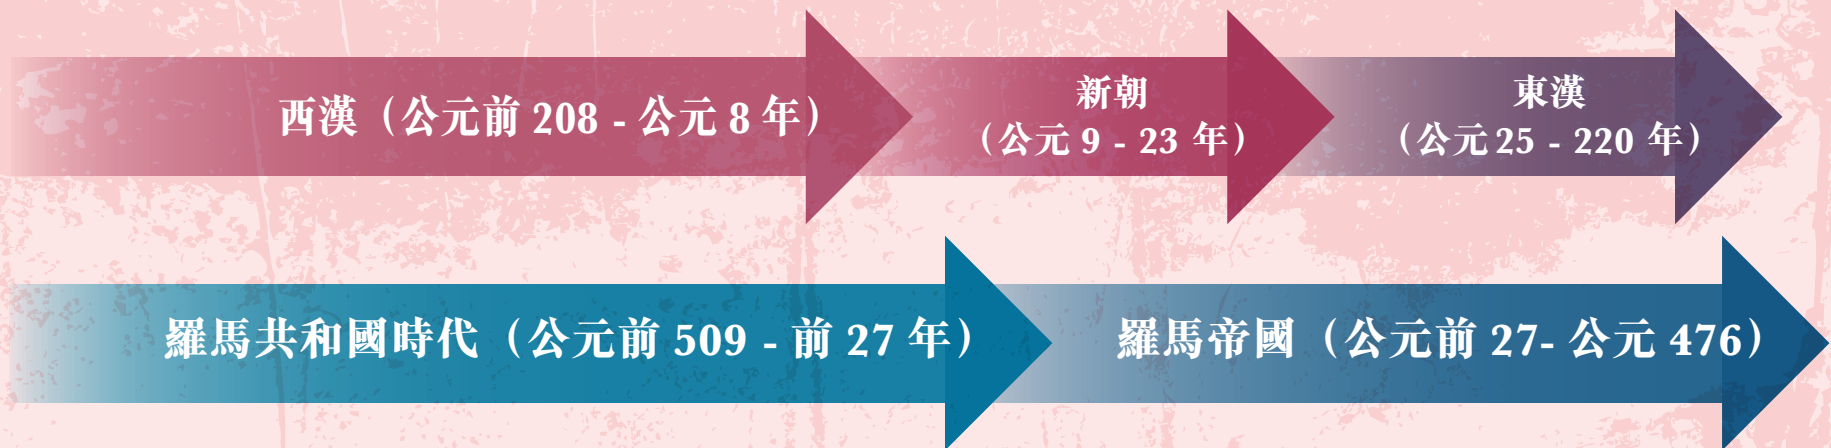 西漢（公元前 208 - 公元 8 年）
新朝
（公元 9 - 23 年）
東漢
（公元 25 - 220 年）
羅馬共和國時代（公元前 509 - 前 27 年）
羅馬帝國（公元前 27- 公元 476）